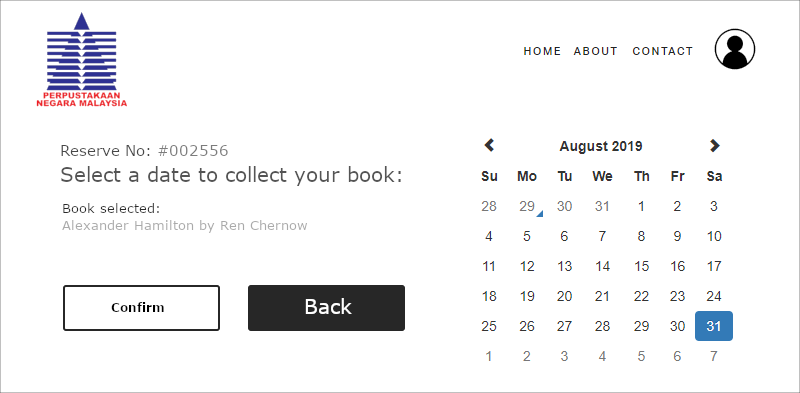 PERPUSTAKAAN
NEGARA MALAYSIA
HOME ABOUT CONTACT
Reserve No: #002556
Select a date to collect your book:
Book selected:
Alexander Hamilton by Ren Chernow
Confirm
Back
August 2019
Su Mo Tu We Th Fr Sa
28 29 30 31 1 2 3
4 5 6 7 8 9 10
11 12 13 14 15 16 17
18 19 20 21 22 23 24
25 26 27 28 29 30 31
1 2 3 4 5 6 7